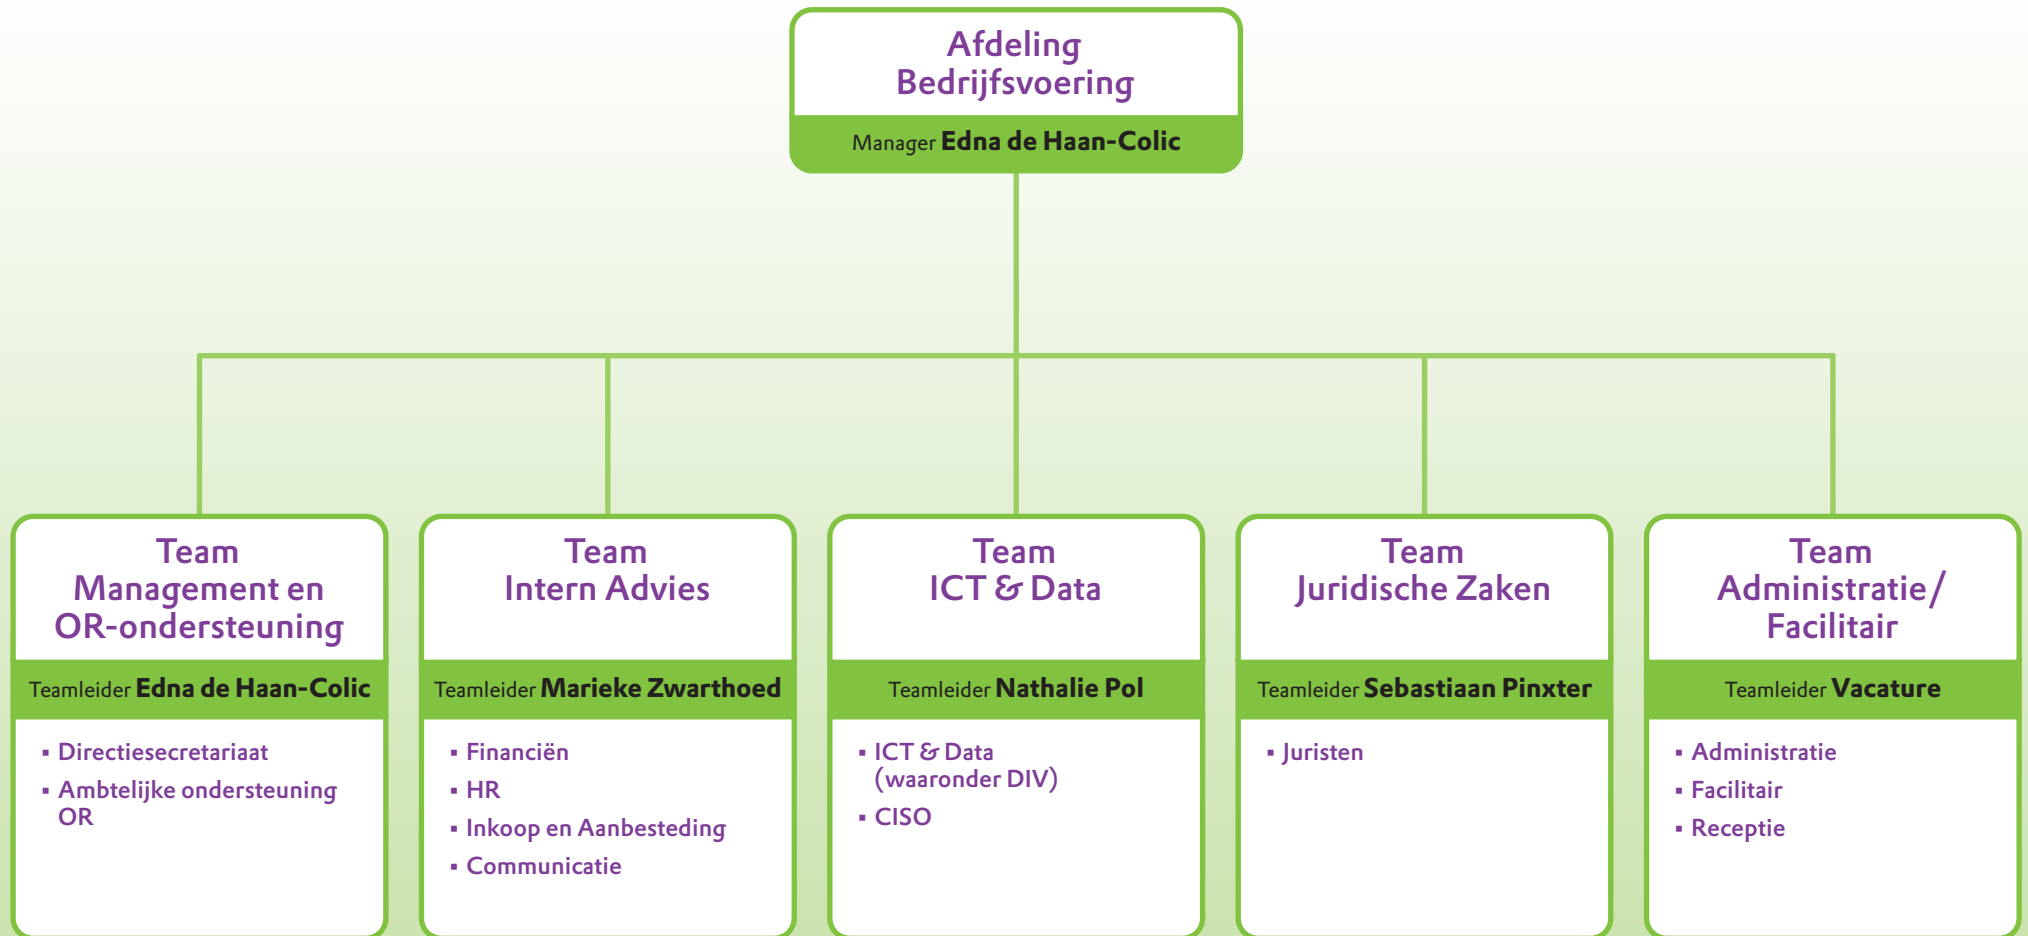 Afdeling
Bedrijfsvoering
Manager Edna de Haan-Colic
Team
Management en
OR-ondersteuning
Teamleider Edna de Haan-Colic
▪ Directiesecretariaat
▪ Ambtelijke ondersteuning
OR
Team
Intern Advies
Teamleider Marieke Zwarthoed
▪ Financiën
▪ HR
▪ Inkoop en Aanbesteding
▪ Communicatie
Team
ICT & Data
Teamleider Nathalie Pol
▪ ICT & Data
(waaronder DIV)
▪ CISO
Team
Juridische Zaken
Teamleider Sebastiaan Pinxter
▪ Juristen
Team
Administratie/
Facilitair
Teamleider Vacature
▪ Administratie
▪ Facilitair
▪ Receptie